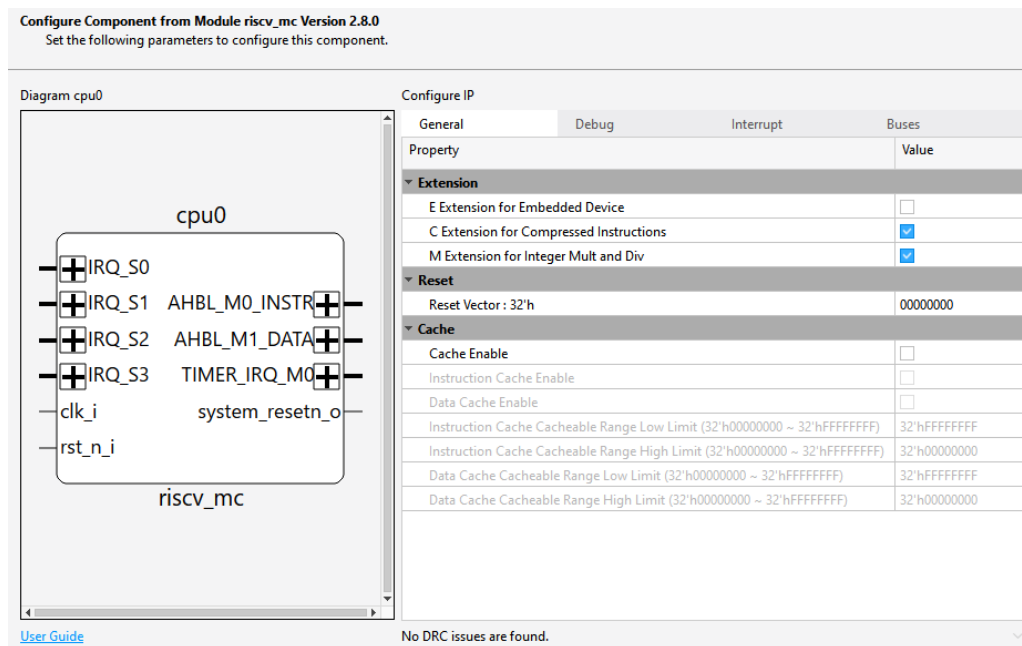 Configure Component from Module riscv_mc Version 2.8.0
Set the following parameters to configure this component.
Diagram cpu0
Configure IP
General Debug Interrupt Buses
Property Value
cpu0
IRQ_S0
IRQ_S1 AHBL_M0_INSTR
IRQ_S2 AHBL_M1_DATA
IRQ_S3 TIMER_IRQ_M0
clk_i system_resetn_o
rst_n_i
riscv_mc
Extension
E Extension for Embedded Device
C Extension for Compressed Instructions
M Extension for Integer Mult and Div
Reset
Reset Vector : 32'h 00000000
Cache
Cache Enable
Instruction Cache Enable
Data Cache Enable
Instruction Cache Cacheable Range Low Limit (32'h00000000 ~ 32'hFFFFFFFF) 32'hFFFFFFFF
Instruction Cache Cacheable Range High Limit (32'h00000000 ~ 32'hFFFFFFFF) 32'h00000000
Data Cache Cacheable Range Low Limit (32'h00000000 ~ 32'hFFFFFFFF) 32'hFFFFFFFF
Data Cache Cacheable Range High Limit (32'h00000000 ~ 32'hFFFFFFFF) 32'h00000000
User Guide
No DRC issues are found.